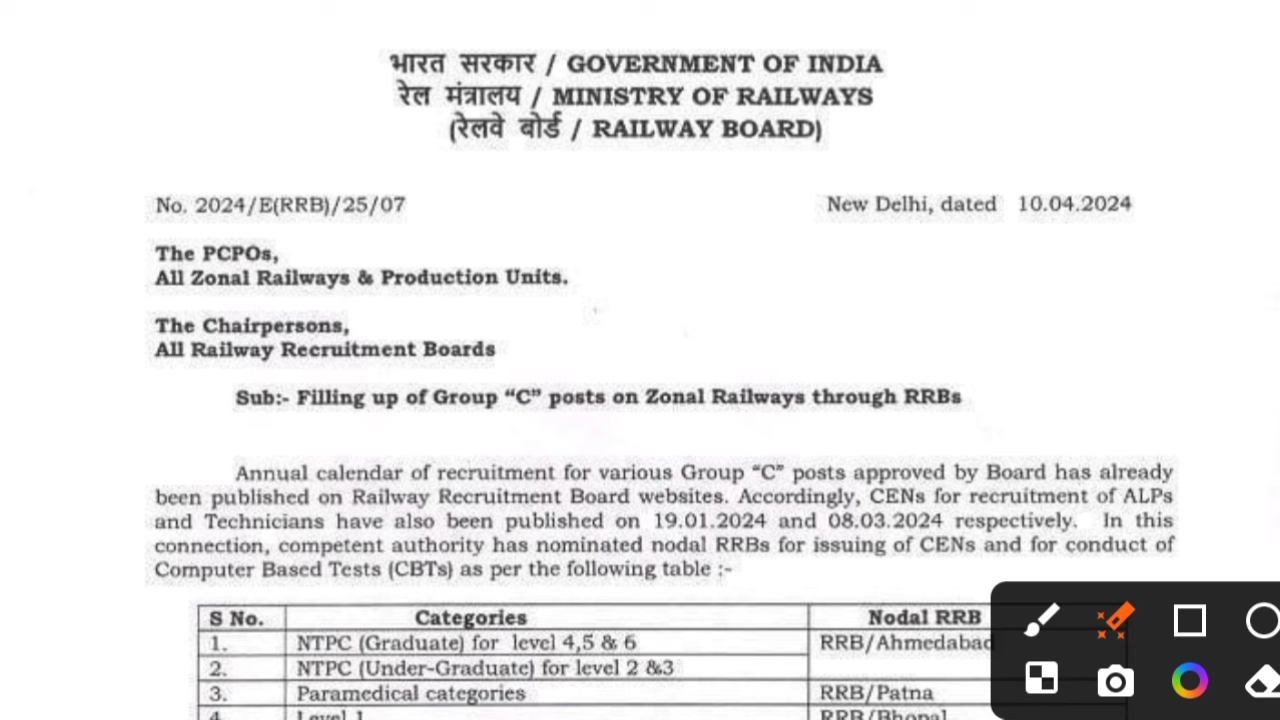 भारत सरकार / GOVERNMENT OF INDIA
रेल मंत्रालय / MINISTRY OF RAILWAYS
(रेलवे बोर्ड / RAILWAY BOARD)
No. 2024/E(RRB)/25/07 New Delhi, dated 10.04.2024
The PCPOs,
All Zonal Railways & Production Units.
The Chairpersons,
All Railway Recruitment Boards
Sub:- Filling up of Group “C” posts on Zonal Railways through RRBs
Annual calendar of recruitment for various Group “C” posts approved by Board has already
been published on Railway Recruitment Board websites. Accordingly, CENs for recruitment of ALPs
and Technicians have also been published on 19.01.2024 and 08.03.2024 respectively. In this
connection, competent authority has nominated nodal RRBs for issuing of CENs and for conduct of
Computer Based Tests (CBTs) as per the following table :-
S No. Categories Nodal RRB
1. NTPC (Graduate) for level 4,5 & 6 RRB/Ahmedabad
2. NTPC (Under-Graduate) for level 2 &3
3. Paramedical categories RRB/Patna
4. Level 1 RRB/Bhopal